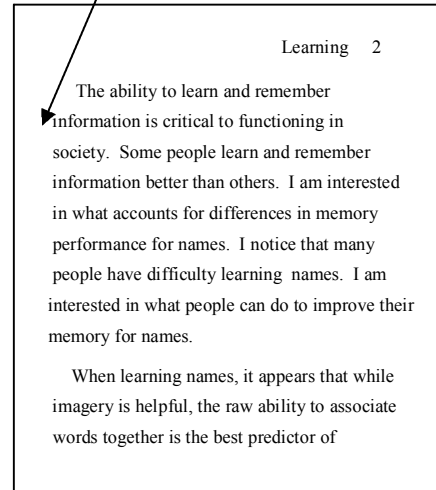 Learning 2
The ability to learn and remember
information is critical to functioning in
society. Some people learn and remember
information better than others. I am interested
in what accounts for differences in memory
performance for names. I notice that many
people have difficulty learning names. I am
interested in what people can do to improve their
memory for names.
When learning names, it appears that while
imagery is helpful, the raw ability to associate
words together is the best predictor of